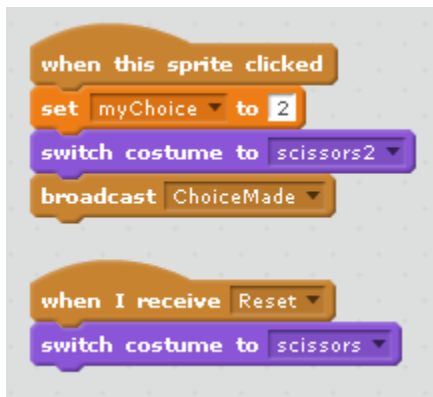 when this sprite clicked
set myChoice to 2
switch costume to scissors2
broadcast ChoiceMade
when I receive Reset
switch costume to scissors